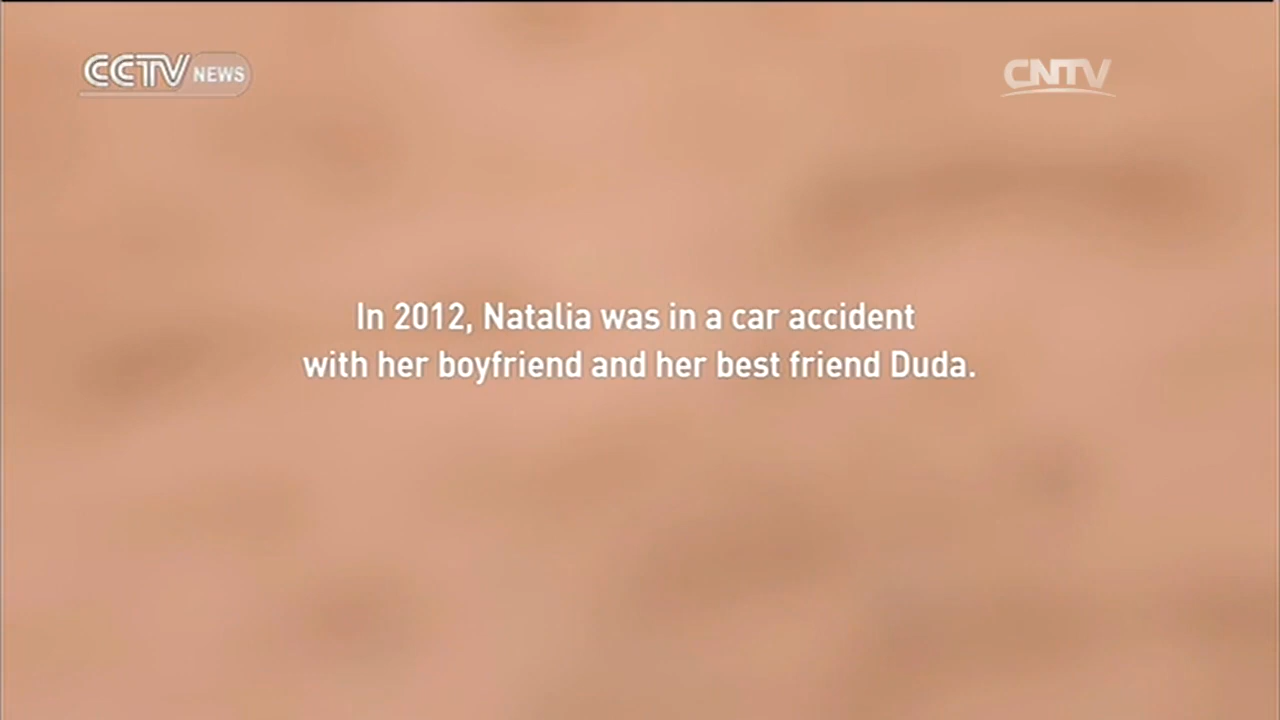 CCTV NEWS
CNTV
In 2012, Natalia was in a car accident
with her boyfriend and her best friend Duda.